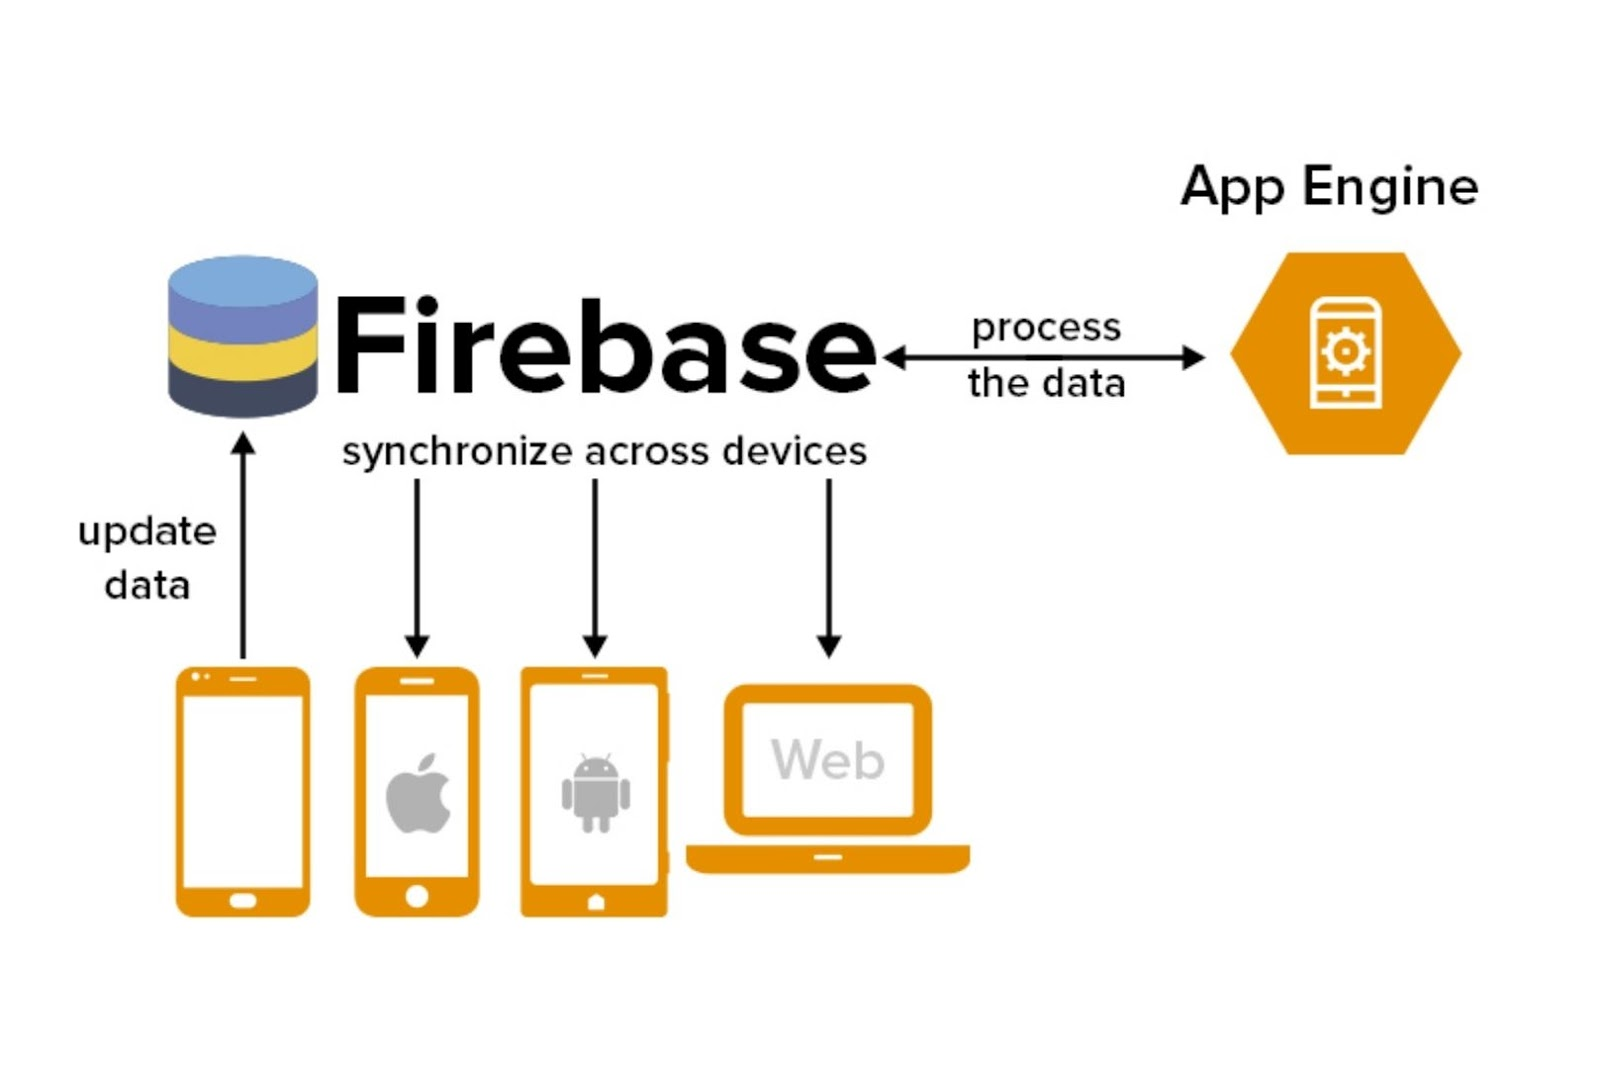 App Engine
Firebase
process
the data
synchronize across devices
update
data
Web